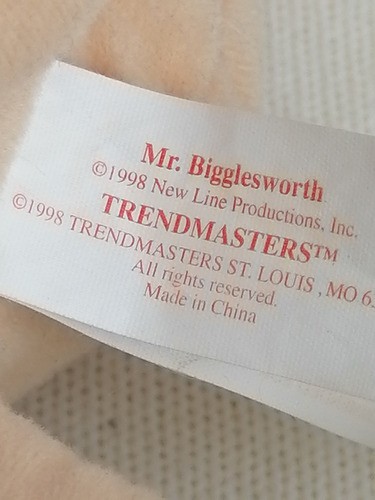 Mr. Bigglesworth
©1998 New Line Productions, Inc.
TRENDMASTERS™
©1998 TRENDMASTERS ST. LOUIS , MO
All rights reserved.
Made in China